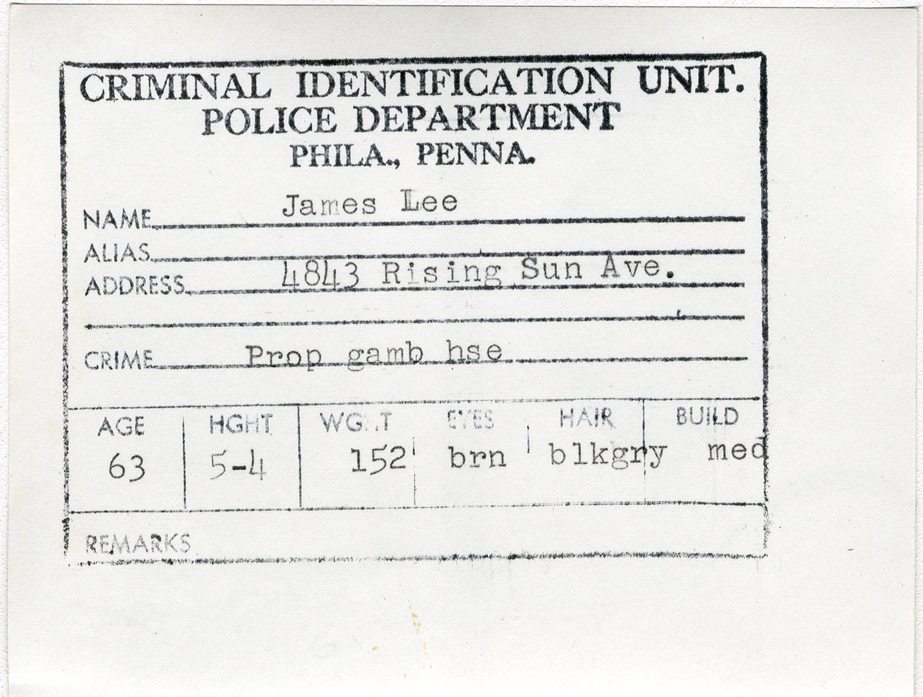 CRIMINAL IDENTIFICATION UNIT.
POLICE DEPARTMENT
PHILA., PENNA.
NAME James Lee
ALIAS
ADDRESS 4843 Rising Sun Ave.
CRIME Prop gamb hse
AGE HGHT WGHT EYES HAIR BUILD
63 5-4 152 brn blkgry med
REMARKS